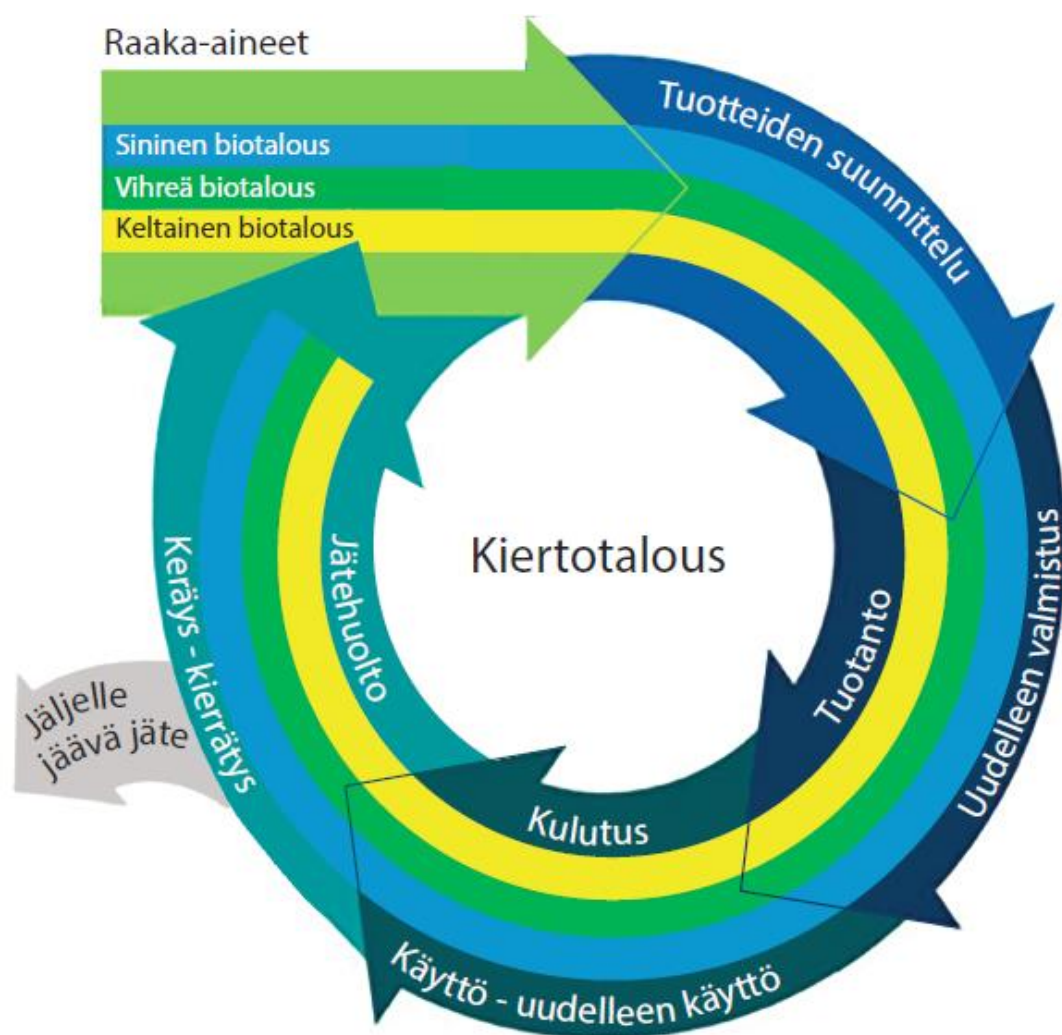 Raaka-aineet
Sininen biotalous
Vihreä biotalous
Keltainen biotalous
Tuotteiden suunnittelu
Uudelleen valmistus
Tuotanto
Kiertotalous
Kulutus
Käyttö - uudelleen käyttö
Jätehuolto
Keräys - kierrätys
Jäljelle
jäävä jäte